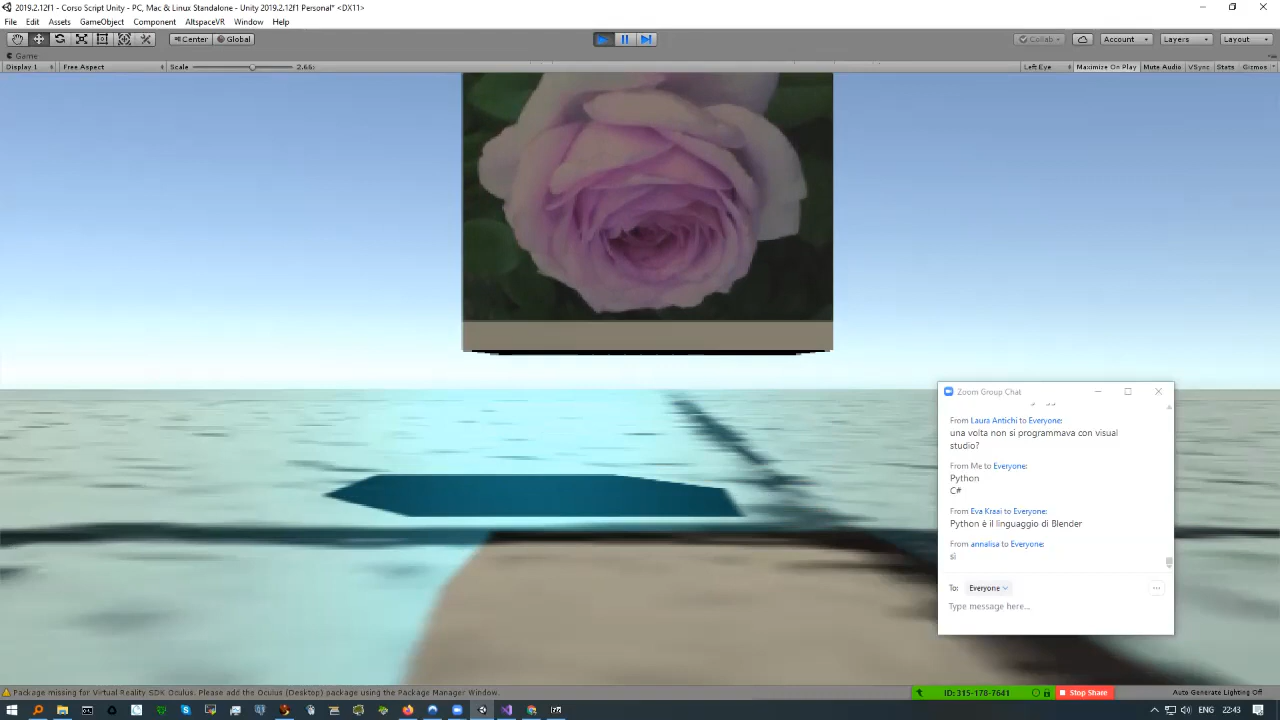 2019.2.12f1 - Corso Script Unity - PC, Mac & Linux Standalone - Unity 2019.2.12f1 Personal* <DX11>
File Edit Assets GameObject Component AltspaceVR Window Help
Center Global Collab Account Layers Layout
Game
Display 1 Free Aspect Scale Left Eye Maximize On Play Mute Audio VSync Stats Gizmos
Zoom Group Chat
From Laura Antichi to Everyone:
una volta non si programmava con visual
studio?
From Me to Everyone:
Python
C#
From Eva Kraai to Everyone:
Python è il linguaggio di Blender
From annalisa to Everyone:
sì
To: Everyone
Type message here...
Package missing for Virtual Reality SDK Oculus. Please add the Oculus (Desktop) package using the Package Manager Window.
ID: 315-178-7641 Stop Share Auto Generate Lighting Off
ENG 22:43